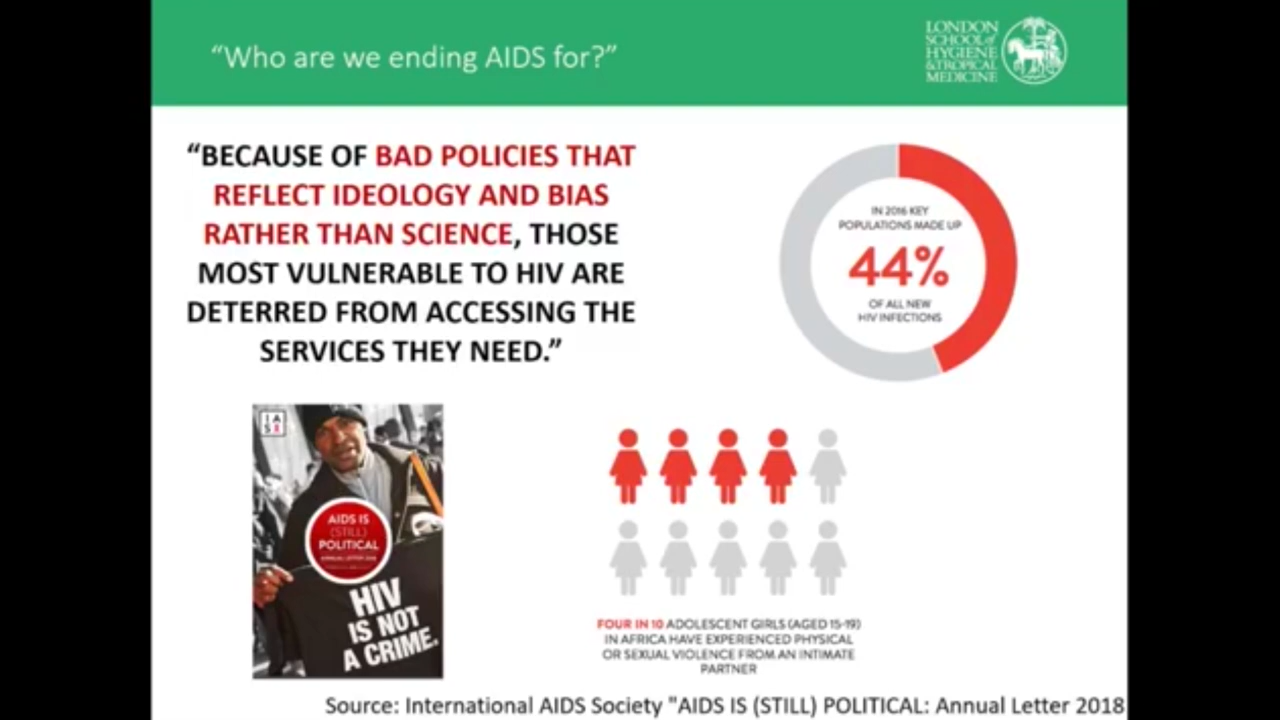 “Who are we ending AIDS for?”
LONDON
SCHOOL of
HYGIENE
& TROPICAL
MEDICINE
“BECAUSE OF BAD POLICIES THAT
REFLECT IDEOLOGY AND BIAS
RATHER THAN SCIENCE, THOSE
MOST VULNERABLE TO HIV ARE
DETERRED FROM ACCESSING THE
SERVICES THEY NEED.”
IN 2016 KEY
POPULATIONS MADE UP
44%
OF ALL NEW
HIV INFECTIONS
IAS
AIDS IS
(STILL)
POLITICAL
ANNUAL LETTER 2018
HIV
IS NOT
A CRIME.
FOUR IN 10 ADOLESCENT GIRLS (AGED 15-19)
IN AFRICA HAVE EXPERIENCED PHYSICAL
OR SEXUAL VIOLENCE FROM AN INTIMATE
PARTNER
Source: International AIDS Society "AIDS IS (STILL) POLITICAL: Annual Letter 2018